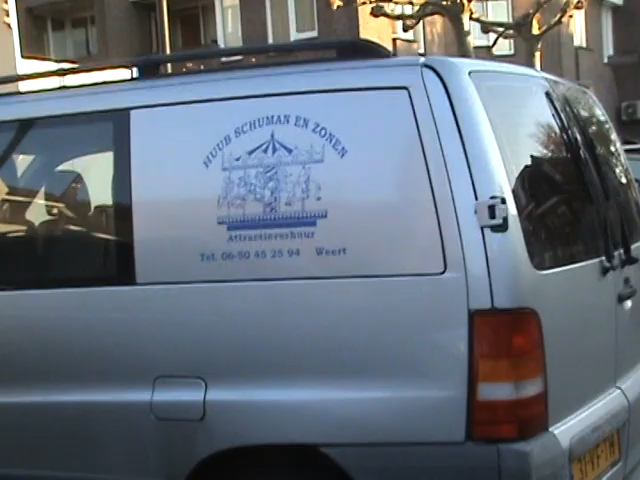 HUUB SCHUMAN EN ZONEN
Attractieverhuur
Tel. 06-50 45 25 94 Weert